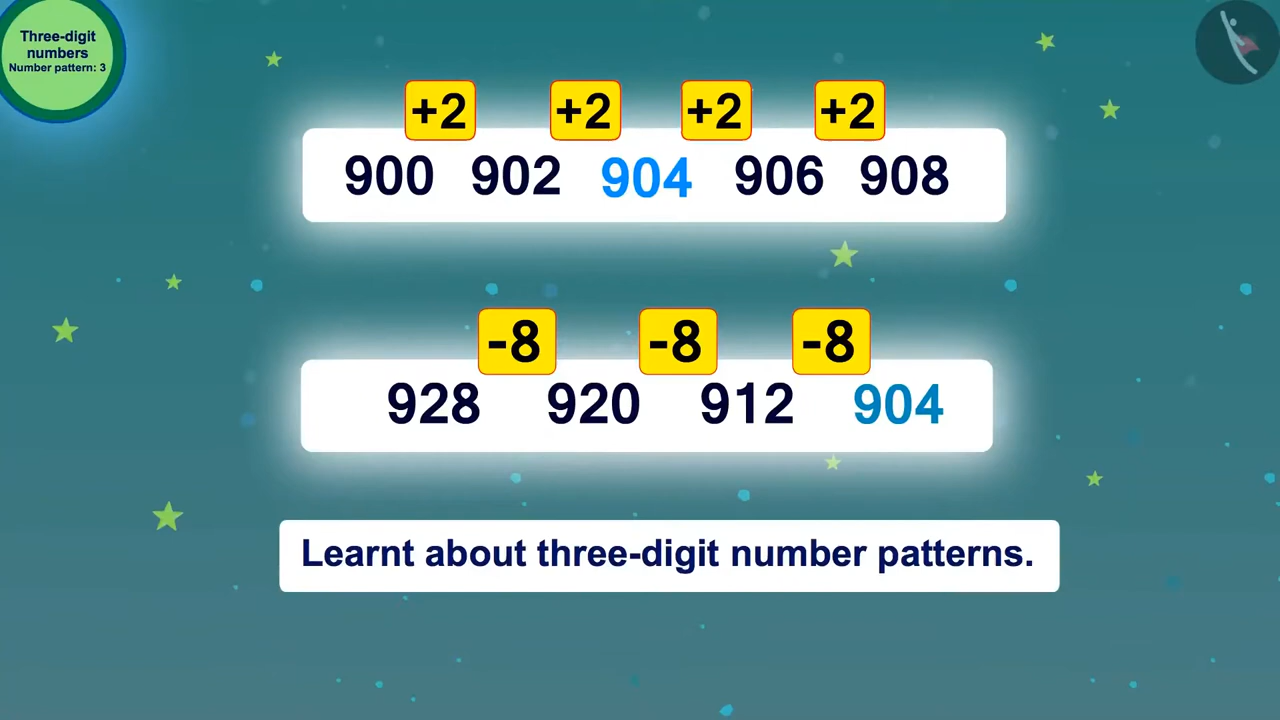 Three-digit
numbers
Number pattern: 3
+2 +2 +2 +2
900 902 904 906 908
-8 -8 -8
928 920 912 904
Learnt about three-digit number patterns.